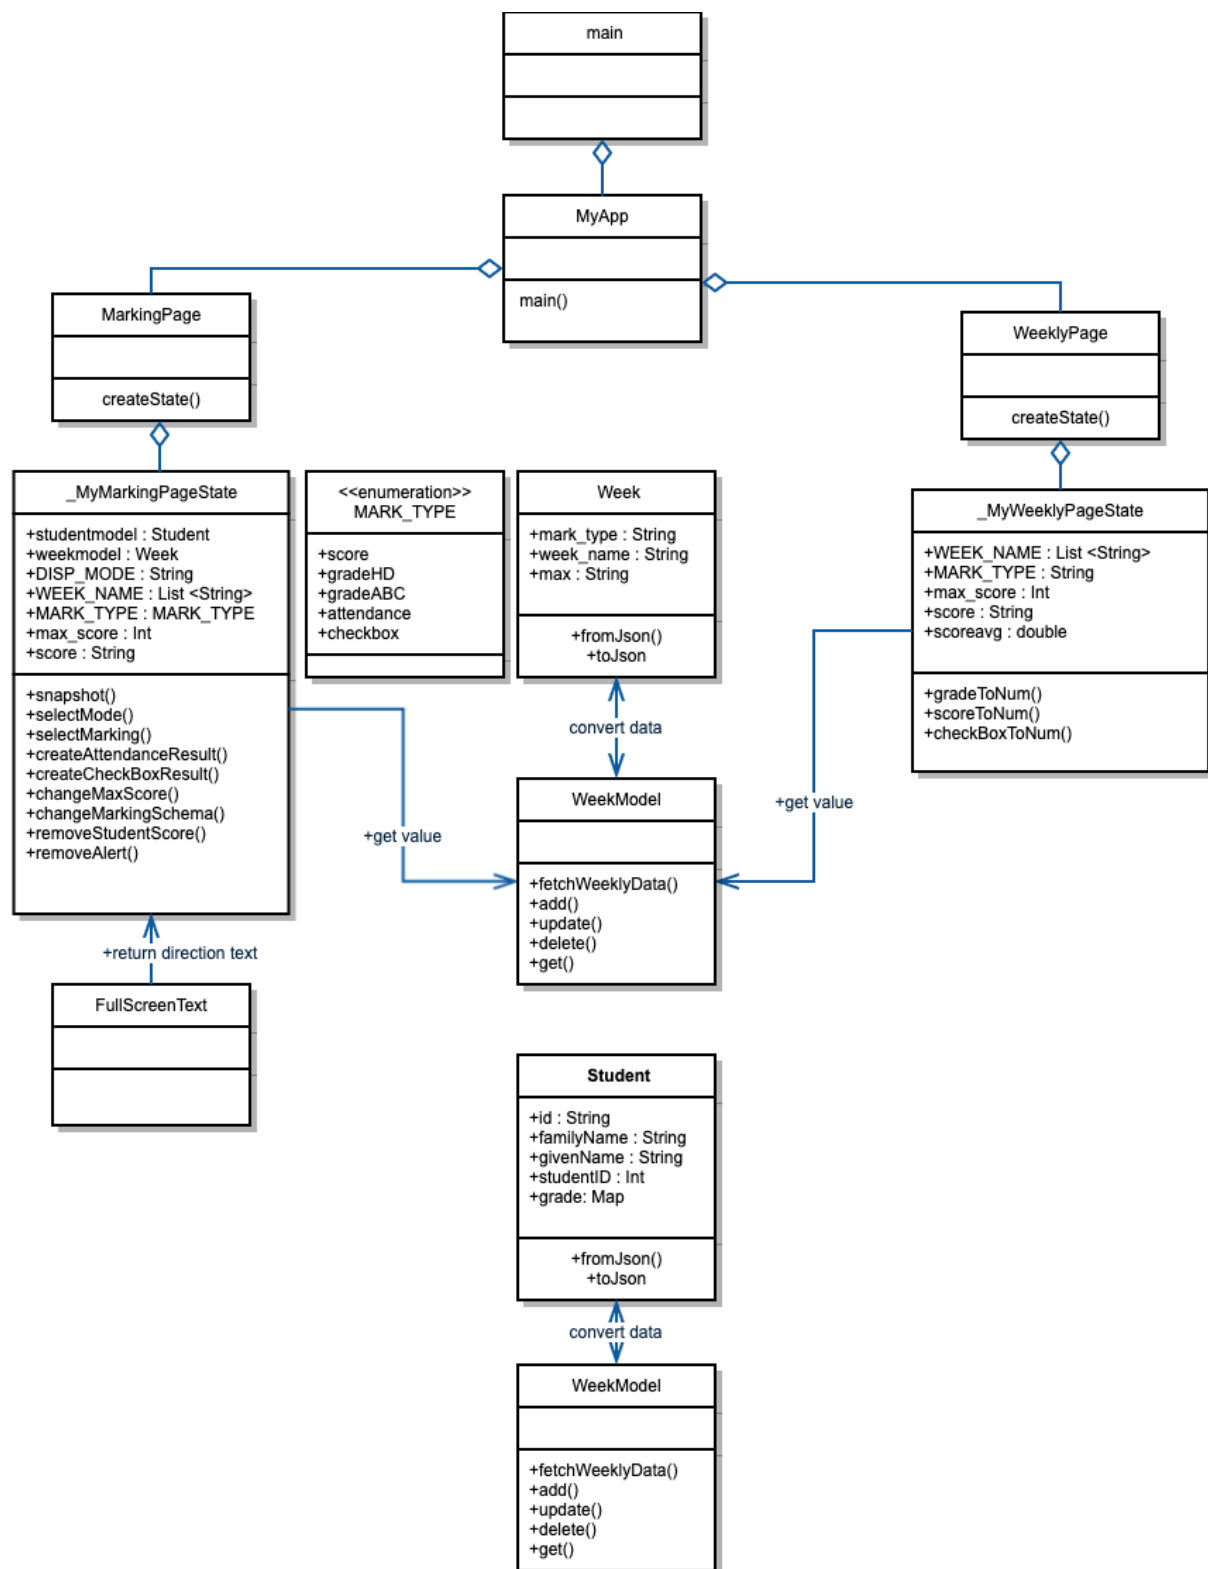 main
MyApp
main()
MarkingPage
createState()
WeeklyPage
createState()
_MyMarkingPageState
+studentmodel : Student
+weekmodel : Week
+DISP_MODE : String
+WEEK_NAME : List <String>
+MARK_TYPE : MARK_TYPE
+max_score : Int
+score : String
+snapshot()
+selectMode()
+selectMarking()
+createAttendanceResult()
+createCheckBoxResult()
+changeMaxScore()
+changeMarkingSchema()
+removeStudentScore()
+removeAlert()
<<enumeration>>
MARK_TYPE
+score
+gradeHD
+gradeABC
+attendance
+checkbox
Week
+mark_type : String
+week_name : String
+max : String
+fromJson()
+toJson
_MyWeeklyPageState
+WEEK_NAME : List <String>
+MARK_TYPE : String
+max_score : Int
+score : String
+scoreavg : double
+gradeToNum()
+scoreToNum()
+checkBoxToNum()
convert data
+get value
+get value
WeekModel
+fetchWeeklyData()
+add()
+update()
+delete()
+get()
+return direction text
FullScreenText
Student
+id : String
+familyName : String
+givenName : String
+studentID : Int
+grade: Map
+fromJson()
+toJson
convert data
WeekModel
+fetchWeeklyData()
+add()
+update()
+delete()
+get()